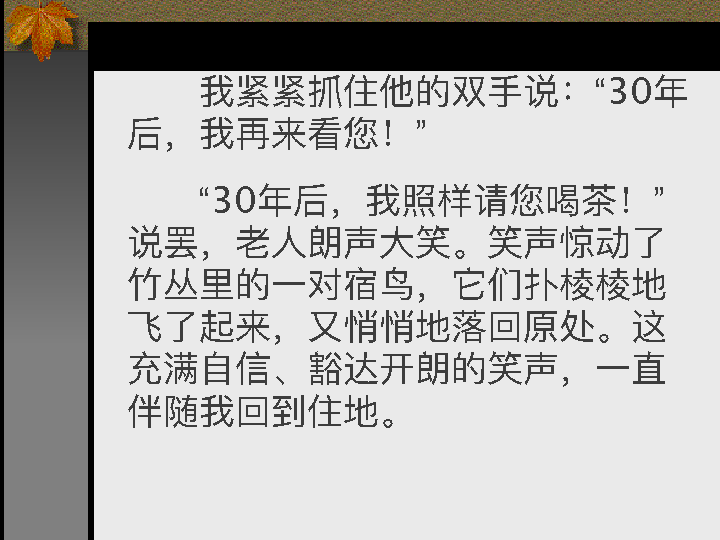 我紧紧抓住他的双手说：“30年
后，我再来看您！”
“30年后，我照样请您喝茶！”
说罢，老人朗声大笑。笑声惊动了
竹丛里的一对宿鸟，它们扑棱棱地
飞了起来，又悄悄地落回原处。这
充满自信、豁达开朗的笑声，一直
伴随我回到住地。